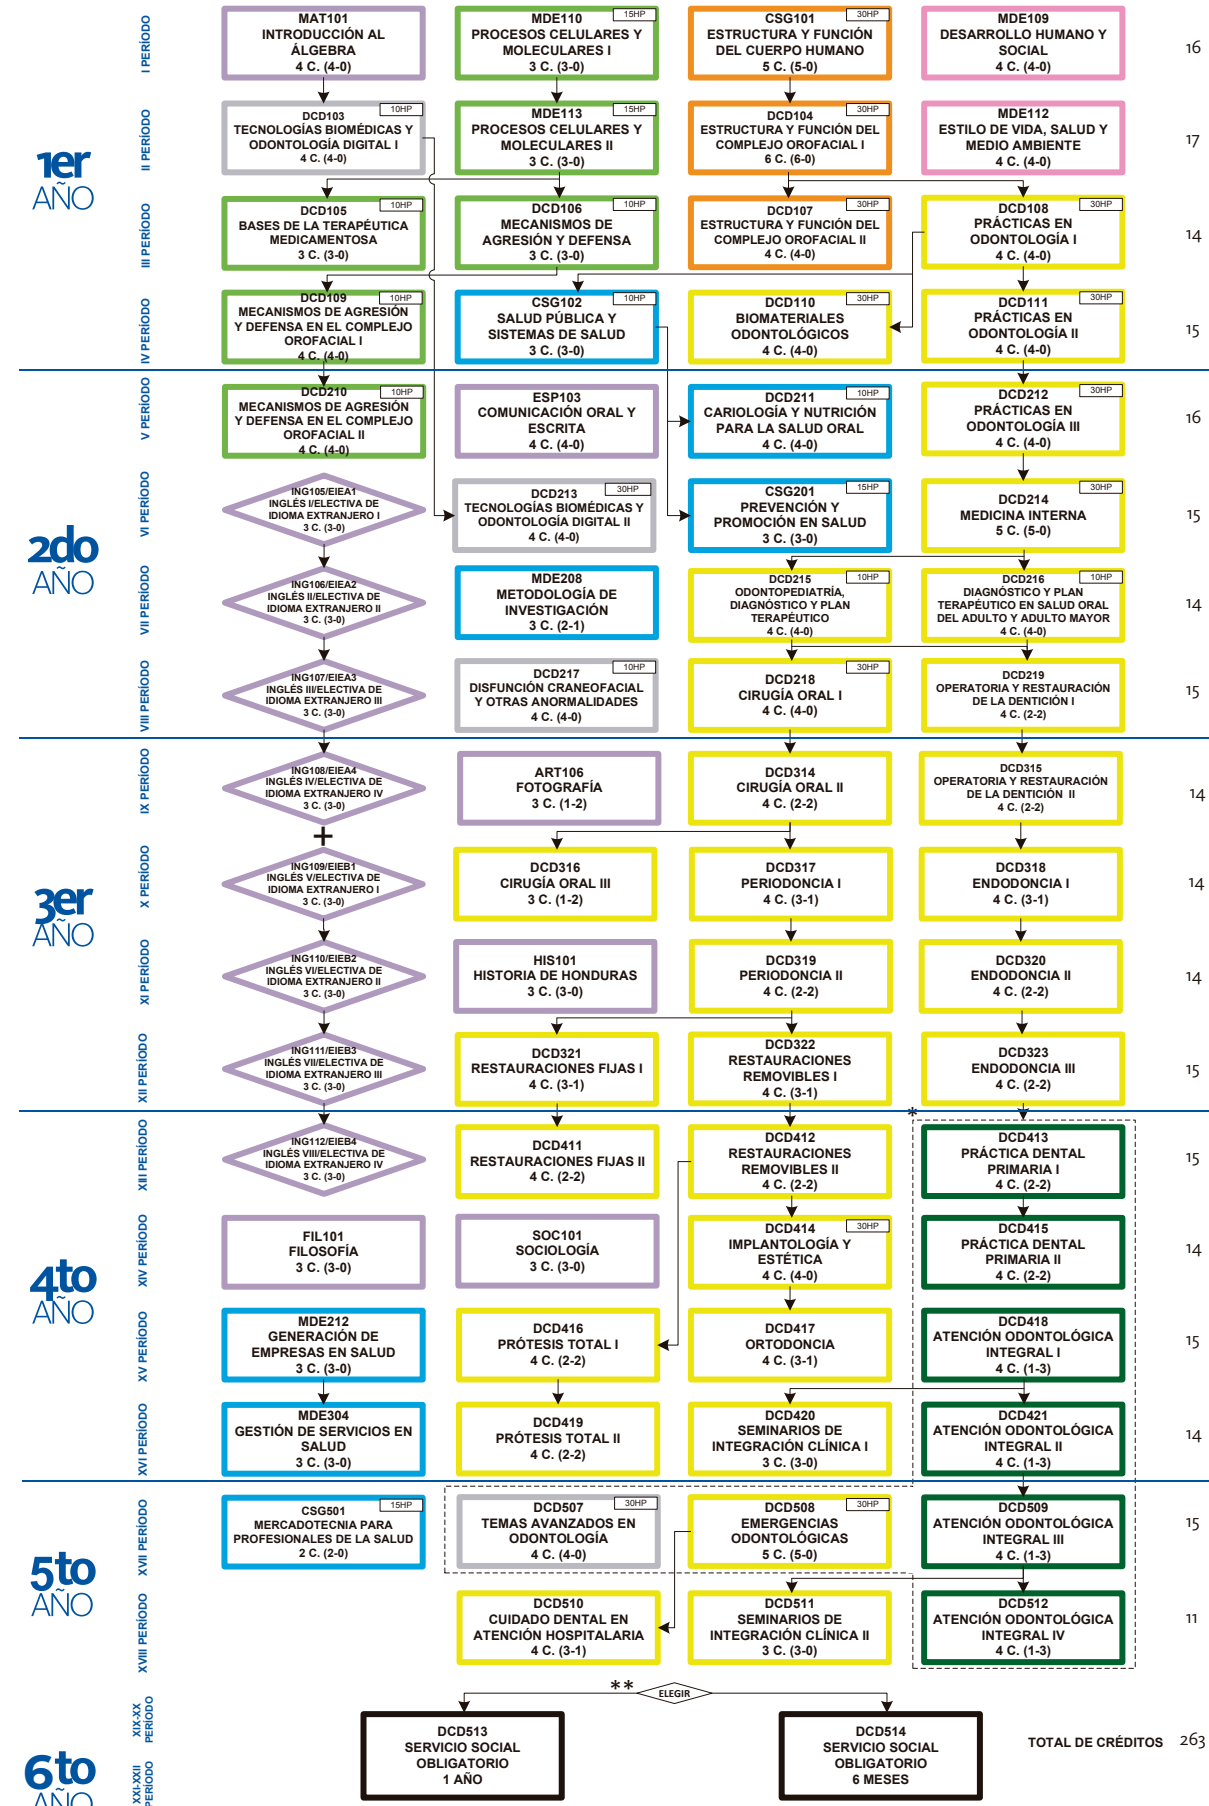 1er
AÑO
I PERÍODO
MAT101
INTRODUCCIÓN AL
ÁLGEBRA
4 C. (4-0)
15HP
MDE110
PROCESOS CELULARES Y
MOLECULARES I
3 C. (3-0)
30HP
CSG101
ESTRUCTURA Y FUNCIÓN
DEL CUERPO HUMANO
5 C. (5-0)
MDE109
DESARROLLO HUMANO Y
SOCIAL
4 C. (4-0)
16
II PERÍODO
10HP
DCD103
TECNOLOGÍAS BIOMÉDICAS Y
ODONTOLOGÍA DIGITAL I
4 C. (4-0)
15HP
MDE113
PROCESOS CELULARES Y
MOLECULARES II
3 C. (3-0)
30HP
DCD104
ESTRUCTURA Y FUNCIÓN DEL
COMPLEJO OROFACIAL I
6 C. (6-0)
MDE112
ESTILO DE VIDA, SALUD Y
MEDIO AMBIENTE
4 C. (4-0)
17
III PERÍODO
10HP
DCD105
BASES DE LA TERAPÉUTICA
MEDICAMENTOSA
3 C. (3-0)
10HP
DCD106
MECANISMOS DE
AGRESIÓN Y DEFENSA
3 C. (3-0)
30HP
DCD107
ESTRUCTURA Y FUNCIÓN DEL
COMPLEJO OROFACIAL II
4 C. (4-0)
30HP
DCD108
PRÁCTICAS EN
ODONTOLOGÍA I
4 C. (4-0)
14
IV PERÍODO
10HP
DCD109
MECANISMOS DE AGRESIÓN
Y DEFENSA EN EL COMPLEJO
OROFACIAL I
4 C. (4-0)
10HP
CSG102
SALUD PÚBLICA Y
SISTEMAS DE SALUD
3 C. (3-0)
30HP
DCD110
BIOMATERIALES
ODONTOLÓGICOS
4 C. (4-0)
30HP
DCD111
PRÁCTICAS EN
ODONTOLOGÍA II
4 C. (4-0)
15
2do
AÑO
V PERÍODO
10HP
DCD210
MECANISMOS DE AGRESIÓN
Y DEFENSA EN EL COMPLEJO
OROFACIAL II
4 C. (4-0)
ESP103
COMUNICACIÓN ORAL Y
ESCRITA
4 C. (4-0)
10HP
DCD211
CARIOLOGÍA Y NUTRICIÓN
PARA LA SALUD ORAL
4 C. (4-0)
30HP
DCD212
PRÁCTICAS EN
ODONTOLOGÍA III
4 C. (4-0)
16
VI PERÍODO
ING105/EIEA1
INGLÉS I/ELECTIVA DE
IDIOMA EXTRANJERO I
3 C. (3-0)
30HP
DCD213
TECNOLOGÍAS BIOMÉDICAS Y
ODONTOLOGÍA DIGITAL II
4 C. (4-0)
15HP
CSG201
PREVENCIÓN Y
PROMOCIÓN EN SALUD
3 C. (3-0)
30HP
DCD214
MEDICINA INTERNA
5 C. (5-0)
15
VII PERÍODO
ING106/EIEA2
INGLÉS II/ELECTIVA DE
IDIOMA EXTRANJERO II
3 C. (3-0)
MDE208
METODOLOGÍA DE
INVESTIGACIÓN
3 C. (2-1)
10HP
DCD215
ODONTOPEDIATRÍA,
DIAGNÓSTICO Y PLAN
TERAPÉUTICO
4 C. (4-0)
10HP
DCD216
DIAGNÓSTICO Y PLAN
TERAPÉUTICO EN SALUD ORAL
DEL ADULTO Y ADULTO MAYOR
4 C. (4-0)
14
VIII PERÍODO
ING107/EIEA3
INGLÉS III/ELECTIVA DE
IDIOMA EXTRANJERO III
3 C. (3-0)
10HP
DCD217
DISFUNCIÓN CRANEOFACIAL
Y OTRAS ANORMALIDADES
4 C. (4-0)
30HP
DCD218
CIRUGÍA ORAL I
4 C. (4-0)
DCD219
OPERATORIA Y RESTAURACIÓN
DE LA DENTICIÓN I
4 C. (2-2)
15
3er
AÑO
IX PERÍODO
ING108/EIEA4
INGLÉS IV/ELECTIVA DE
IDIOMA EXTRANJERO IV
3 C. (3-0)
ART106
FOTOGRAFÍA
3 C. (1-2)
DCD314
CIRUGÍA ORAL II
4 C. (2-2)
DCD315
OPERATORIA Y RESTAURACIÓN
DE LA DENTICIÓN II
4 C. (2-2)
14
+
X PERÍODO
ING109/EIEB1
INGLÉS V/ELECTIVA DE
IDIOMA EXTRANJERO I
3 C. (3-0)
DCD316
CIRUGÍA ORAL III
3 C. (1-2)
DCD317
PERIODONCIA I
4 C. (3-1)
DCD318
ENDODONCIA I
4 C. (3-1)
14
XI PERÍODO
ING110/EIEB2
INGLÉS VI/ELECTIVA DE
IDIOMA EXTRANJERO II
3 C. (3-0)
HIS101
HISTORIA DE HONDURAS
3 C. (3-0)
DCD319
PERIODONCIA II
4 C. (2-2)
DCD320
ENDODONCIA II
4 C. (2-2)
14
XII PERÍODO
ING111/EIEB3
INGLÉS VII/ELECTIVA DE
IDIOMA EXTRANJERO III
3 C. (3-0)
DCD321
RESTAURACIONES FIJAS I
4 C. (3-1)
DCD322
RESTAURACIONES
REMOVIBLES I
4 C. (3-1)
DCD323
ENDODONCIA III
4 C. (2-2)
15
4to
AÑO
XIII PERÍODO
ING112/EIEB4
INGLÉS VIII/ELECTIVA DE
IDIOMA EXTRANJERO IV
3 C. (3-0)
DCD411
RESTAURACIONES FIJAS II
4 C. (2-2)
DCD412
RESTAURACIONES
REMOVIBLES II
4 C. (2-2)
*
DCD413
PRÁCTICA DENTAL
PRIMARIA I
4 C. (2-2)
15
XIV PERÍODO
FIL101
FILOSOFÍA
3 C. (3-0)
SOC101
SOCIOLOGÍA
3 C. (3-0)
30HP
DCD414
IMPLANTOLOGÍA Y
ESTÉTICA
4 C. (4-0)
DCD415
PRÁCTICA DENTAL
PRIMARIA II
4 C. (2-2)
14
XV PERÍODO
MDE212
GENERACIÓN DE
EMPRESAS EN SALUD
3 C. (3-0)
DCD416
PRÓTESIS TOTAL I
4 C. (2-2)
DCD417
ORTODONCIA
4 C. (3-1)
DCD418
ATENCIÓN ODONTOLÓGICA
INTEGRAL I
4 C. (1-3)
15
XVI PERÍODO
MDE304
GESTIÓN DE SERVICIOS EN
SALUD
3 C. (3-0)
DCD419
PRÓTESIS TOTAL II
4 C. (2-2)
DCD420
SEMINARIOS DE
INTEGRACIÓN CLÍNICA I
3 C. (3-0)
DCD421
ATENCIÓN ODONTOLÓGICA
INTEGRAL II
4 C. (1-3)
14
5to
AÑO
XVII PERÍODO
15HP
CSG501
MERCADOTECNIA PARA
PROFESIONALES DE LA SALUD
2 C. (2-0)
30HP
DCD507
TEMAS AVANZADOS EN
ODONTOLOGÍA
4 C. (4-0)
30HP
DCD508
EMERGENCIAS
ODONTOLÓGICAS
5 C. (5-0)
DCD509
ATENCIÓN ODONTOLÓGICA
INTEGRAL III
4 C. (1-3)
15
XVIII PERÍODO
DCD510
CUIDADO DENTAL EN
ATENCIÓN HOSPITALARIA
4 C. (3-1)
DCD511
SEMINARIOS DE
INTEGRACIÓN CLÍNICA II
3 C. (3-0)
DCD512
ATENCIÓN ODONTOLÓGICA
INTEGRAL IV
4 C. (1-3)
11
6to
AÑO
XIX-XX
PERÍODO
XXI-XXII
PERÍODO
**
ELEGIR
DCD513
SERVICIO SOCIAL
OBLIGATORIO
1 AÑO
DCD514
SERVICIO SOCIAL
OBLIGATORIO
6 MESES
TOTAL DE CRÉDITOS 263